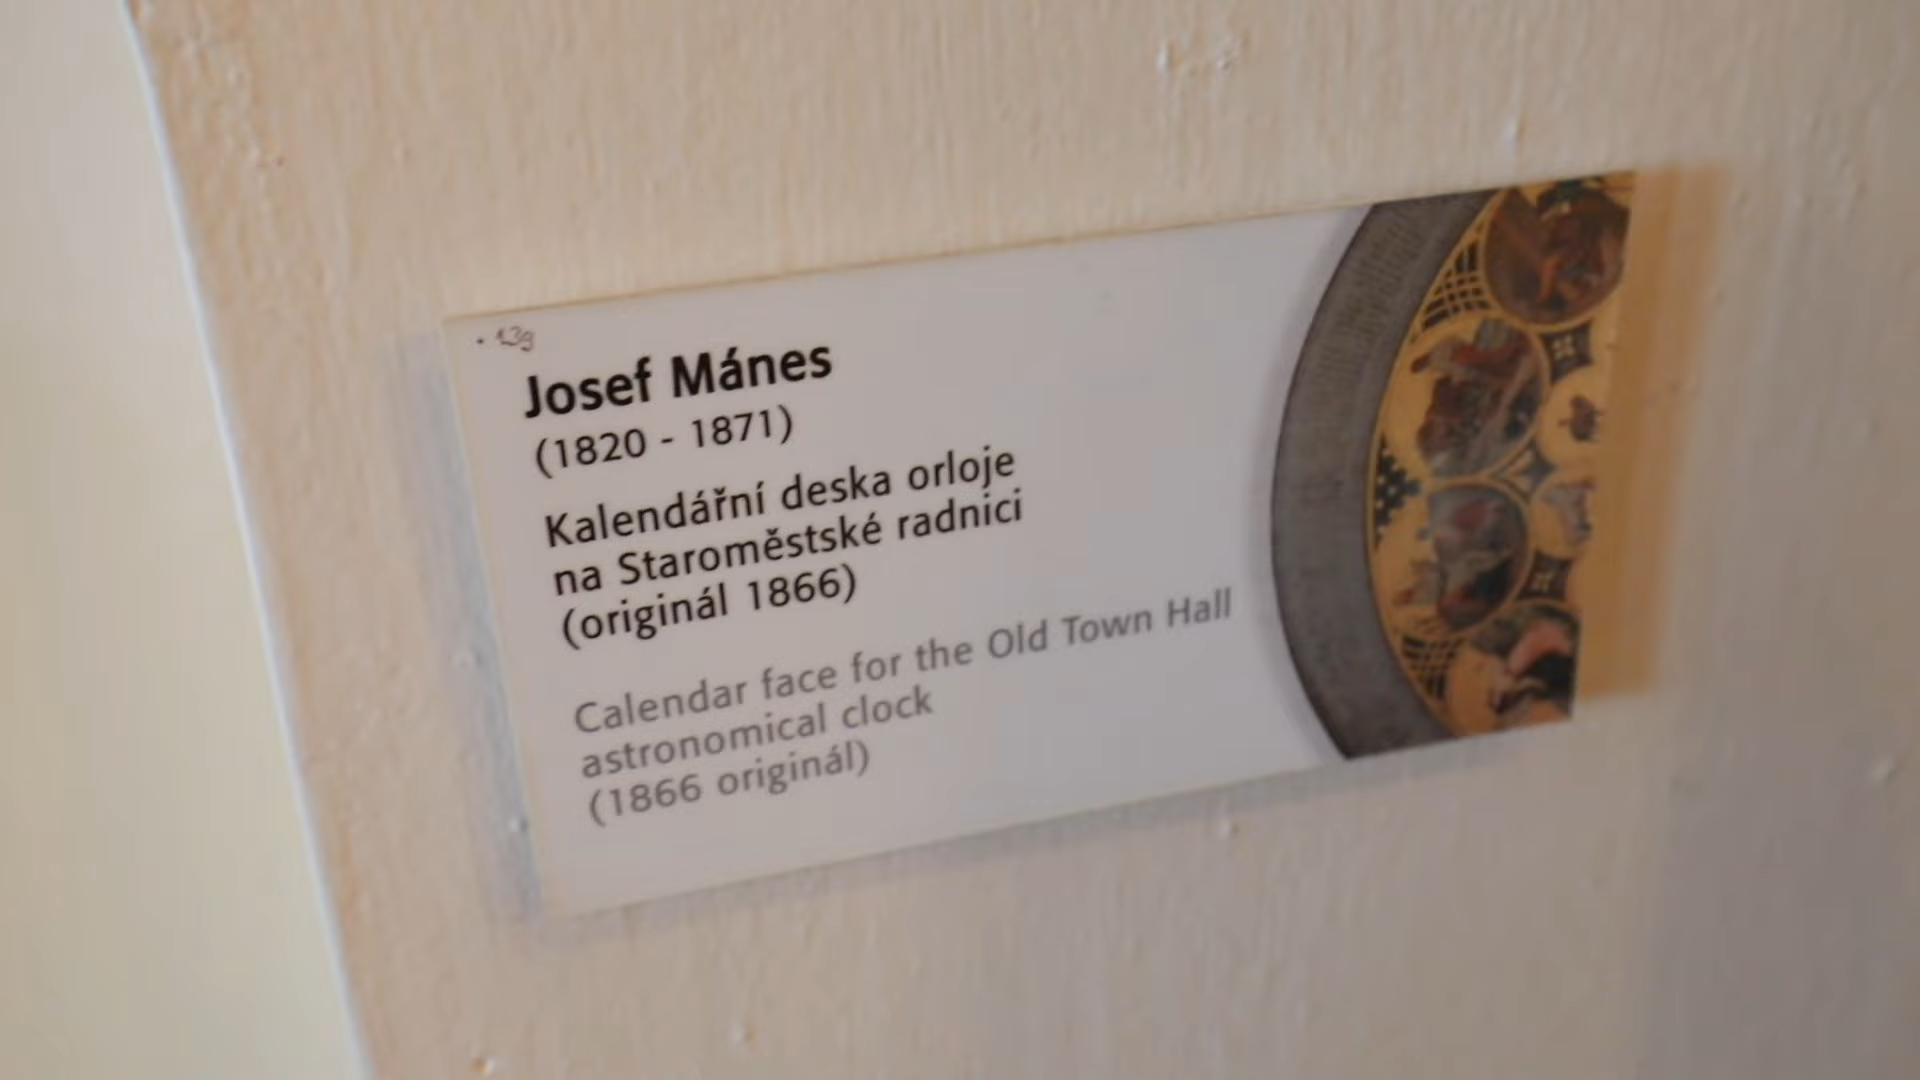 Josef Mánes
(1820 - 1871)
Kalendářní deska orloje
na Staroměstské radnici
(originál 1866)
Calendar face for the Old Town Hall
astronomical clock
(1866 originál)